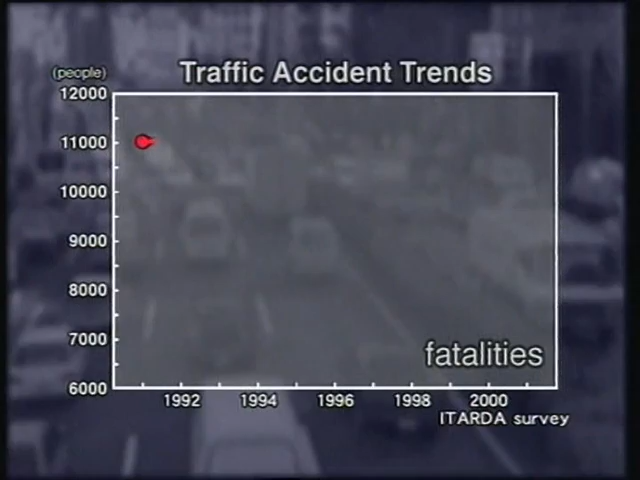 (people)
Traffic Accident Trends
12000
11000
10000
9000
8000
7000
6000
fatalities
1992 1994 1996 1998 2000
ITARDA survey